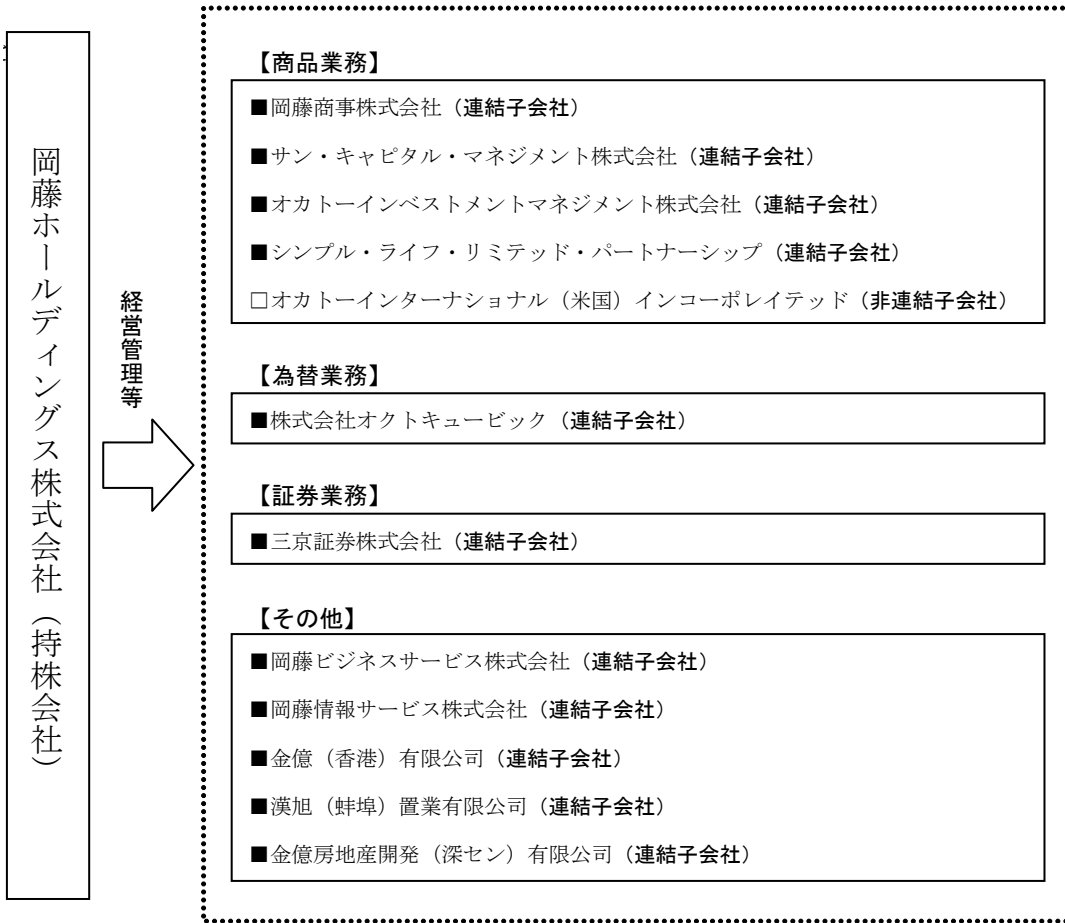 岡藤ホールディングス株式会社（持株会社）
経営管理等
【商品業務】
■岡藤商事株式会社（連結子会社）
■サン・キャピタル・マネジメント株式会社（連結子会社）
■オカトーインベストメントマネジメント株式会社（連結子会社）
■シンプル・ライフ・リミテッド・パートナーシップ（連結子会社）
□オカトーインターナショナル（米国）インコーポレイテッド（非連結子会社）
【為替業務】
■株式会社オクトキュービック（連結子会社）
【証券業務】
■三京証券株式会社（連結子会社）
【その他】
■岡藤ビジネスサービス株式会社（連結子会社）
■岡藤情報サービス株式会社（連結子会社）
■金億（香港）有限公司（連結子会社）
■漢旭（蚌埠）置業有限公司（連結子会社）
■金億房地産開発（深セン）有限公司（連結子会社）